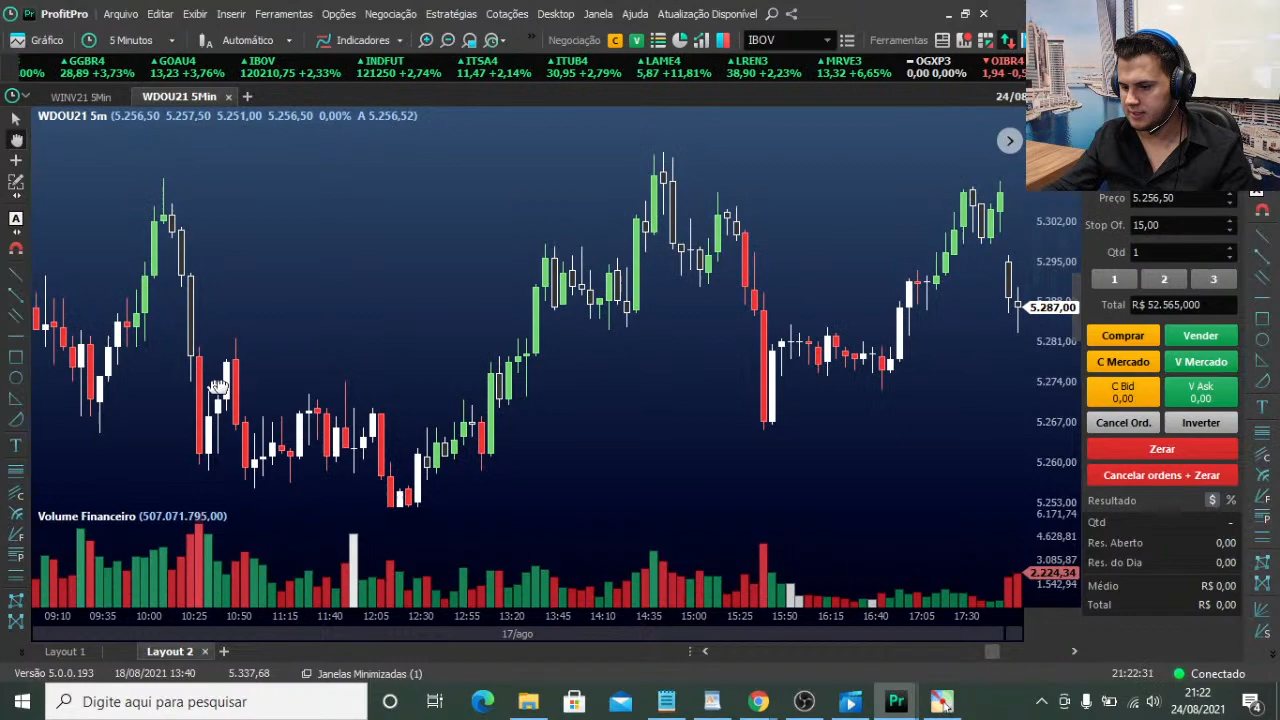 ProfitPro Arquivo Editar Exibir Inserir Ferramentas Opções Negociação Estratégias Cotações Desktop Janela Ajuda Atualização Disponível
Gráfico 5 Minutos Automático Indicadores » Negociação C V IBOV Ferramentas
GGBR4 GOAU4 IBOV INDFUT ITSA4 ITUB4 LAME4 LREN3 MRVE3 OGXP3 OIBR4
00% 28,89 +3,73% 13,23 +3,76% 120210,75 +2,33% 121250 +2,74% 11,47 +2,14% 30,95 +2,79% 5,87 +11,81% 38,90 +2,23% 13,32 +6,65% 0,00 0,00%
WINV21 5Min WDOU21 5Min 24/08
WDOU21 5m (5.256,50 5.257,50 5.251,00 5.256,50 0,00% A 5.256,52)
5.302,00
5.295,00
5.287,00
5.281,00
5.274,00
5.267,00
5.260,00
5.253,00
Preço 5.256,50
Stop Of. 15,00
Qtd 1
1 2 3
Total R$ 52.565,000
Comprar Vender
C Mercado V Mercado
C Bid V Ask
0,00 0,00
Cancel Ord. Inverter
Zerar
Cancelar ordens + Zerar
Resultado $ %
Qtd -
Res. Aberto 0,00
Res. do Dia 0,00
Médio R$ 0,00
Total R$ 0,00
Volume Financeiro (507.071.795,00)
6.171,74
4.628,81
3.085,87
2.224,34
1.542,94
09:10 09:35 10:00 10:25 10:50 11:15 11:40 12:05 12:30 12:55 13:20 13:45 14:10 14:35 15:00 15:25 15:50 16:15 16:40 17:05 17:30
17/ago
Layout 1 Layout 2
Versão 5.0.0.193 18/08/2021 13:40 5.337,68 Janelas Minimizadas (1) 21:22:31 Conectado
Digite aqui para pesquisar
21:22
24/08/2021
4